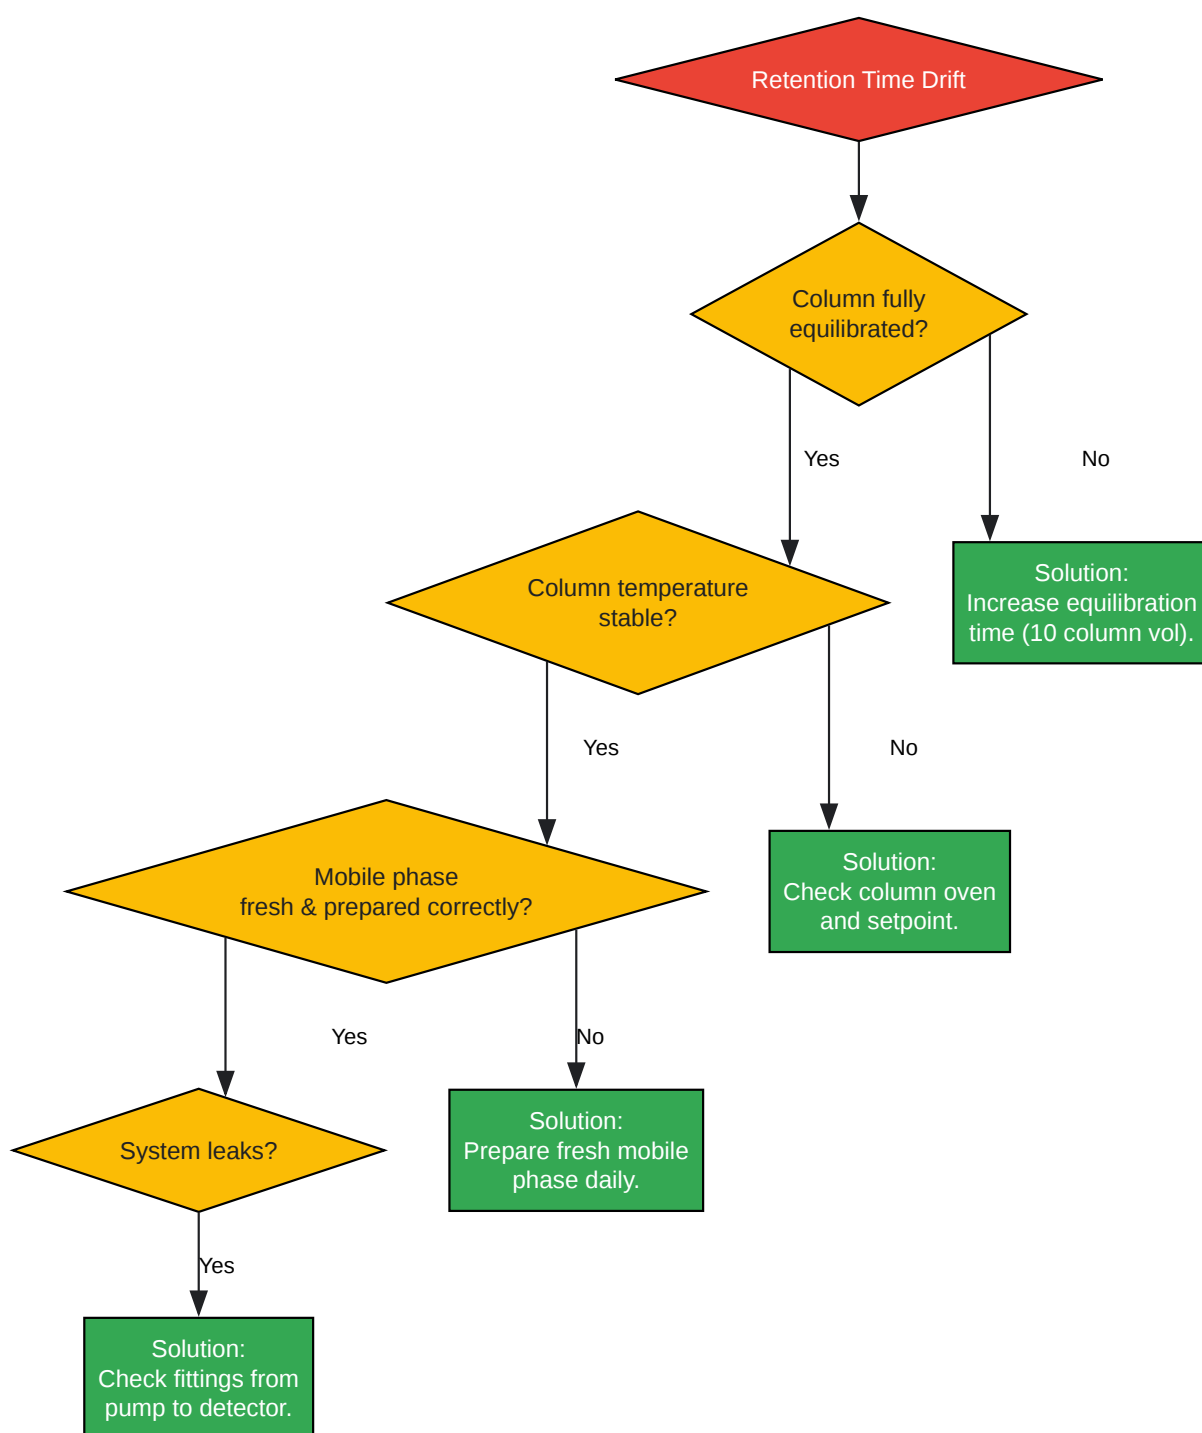 Retention Time Drift
Column fully
equilibrated?
Yes
No
Column temperature
stable?
Solution:
Increase equilibration
time (10 column vol).
Yes
No
Mobile phase
fresh & prepared correctly?
Solution:
Check column oven
and setpoint.
Yes
No
System leaks?
Solution:
Prepare fresh mobile
phase daily.
Yes
Solution:
Check fittings from
pump to detector.